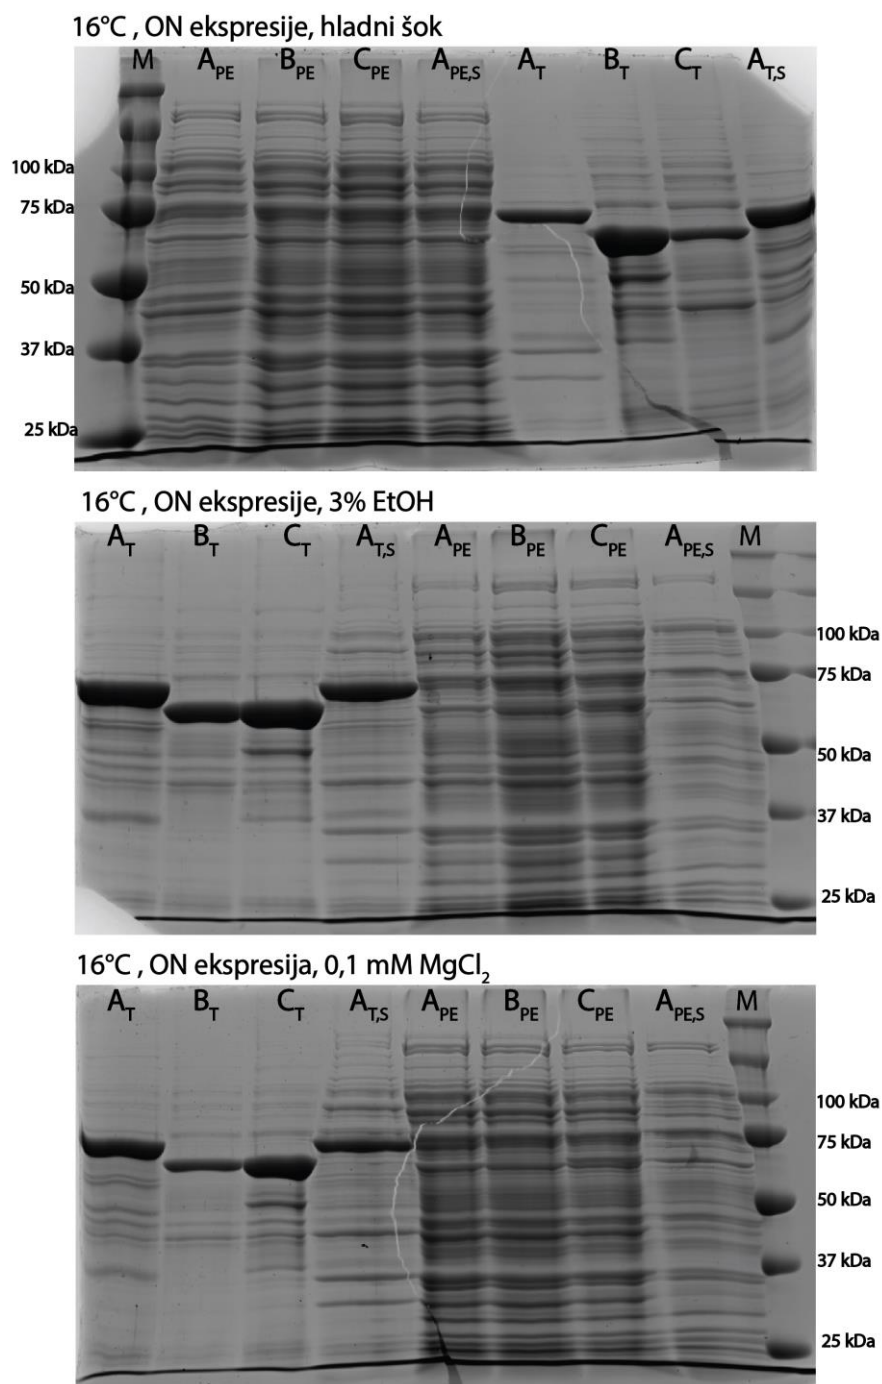 16°C , ON ekspresije, hladni šok
M A_PE B_PE C_PE A_PE,S A_T B_T C_T A_T,S
100 kDa
75 kDa
50 kDa
37 kDa
25 kDa
16°C , ON ekspresije, 3% EtOH
A_T B_T C_T A_T,S A_PE B_PE C_PE A_PE,S M
100 kDa
75 kDa
50 kDa
37 kDa
25 kDa
16°C , ON ekspresija, 0,1 mM MgCl₂
A_T B_T C_T A_T,S A_PE B_PE C_PE A_PE,S M
100 kDa
75 kDa
50 kDa
37 kDa
25 kDa